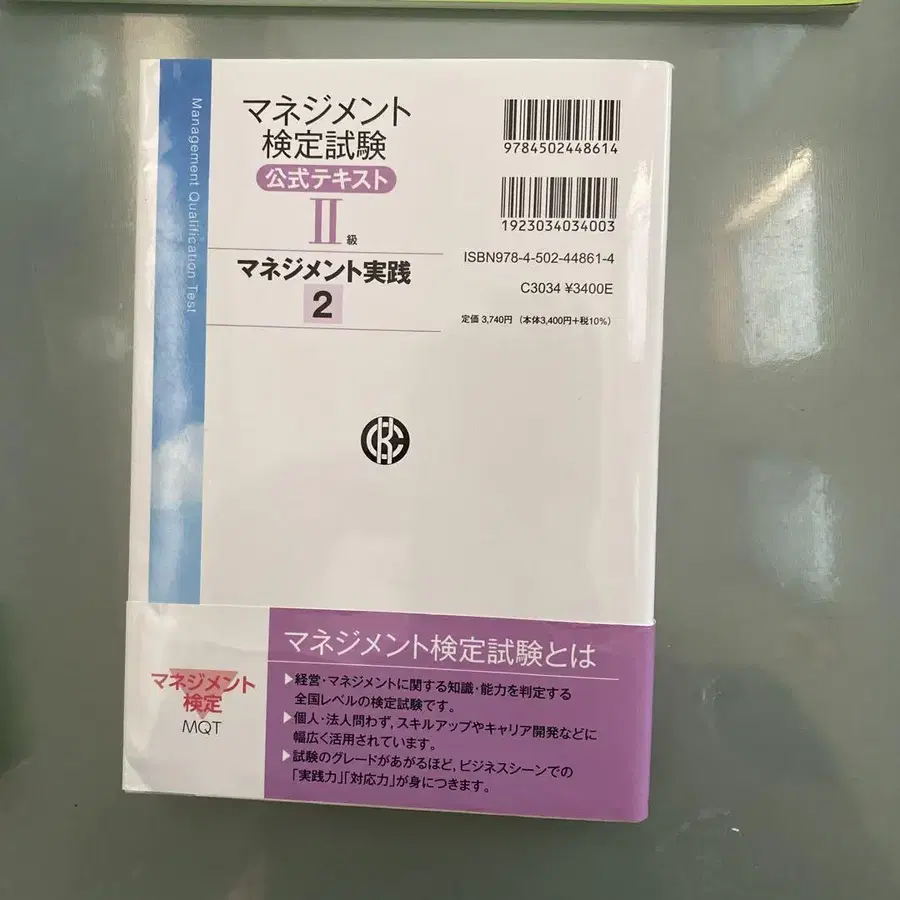 Management Qualification Test
マネジメント
検定試験
公式テキスト
II級
マネジメント実践
2
9784502448614
1923034034003
ISBN978-4-502-44861-4
C3034 ¥3400E
定価 3,740円 (本体3,400円+税10%)
マネジメント
検定
MQT
マネジメント検定試験とは
▶経営・マネジメントに関する知識・能力を判定する
全国レベルの検定試験です。
▶個人・法人問わず,スキルアップやキャリア開発などに
幅広く活用されています。
▶試験のグレードがあがるほど,ビジネスシーンでの
「実践力」「対応力」が身につきます。